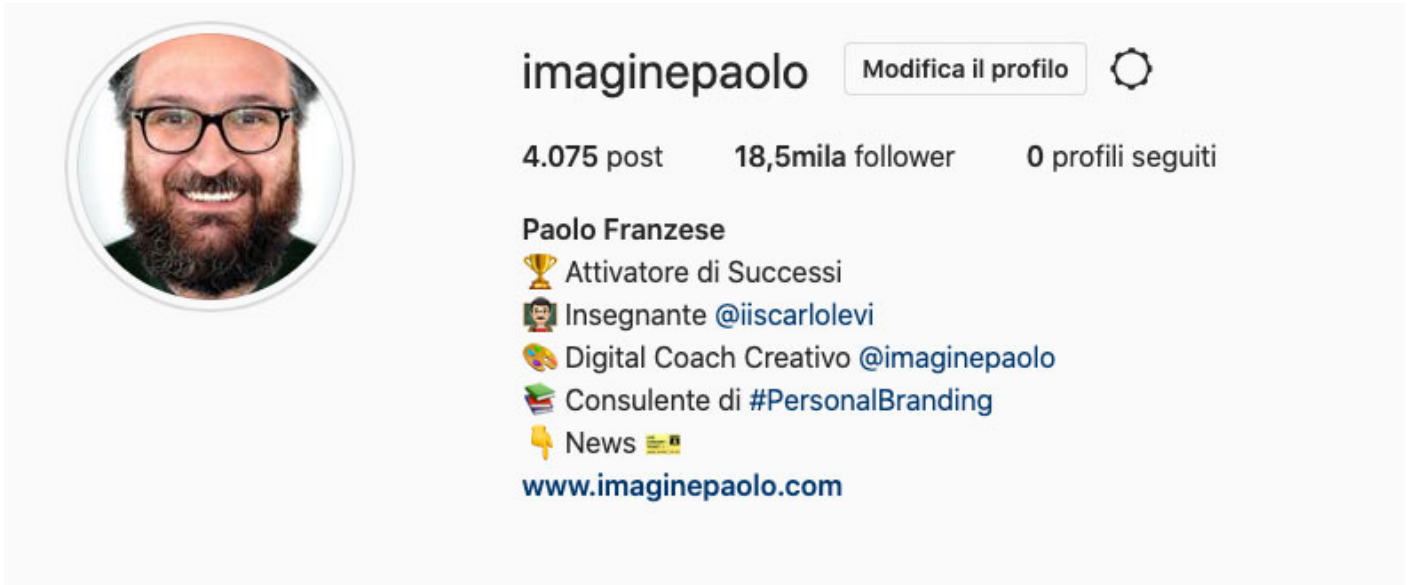 imaginepaolo Modifica il profilo
4.075 post 18,5mila follower 0 profili seguiti
Paolo Franzese
🏆 Attivatore di Successi
👨🏻‍🏫 Insegnante @iiscarlolevi
🎨 Digital Coach Creativo @imaginepaolo
📚 Consulente di #PersonalBranding
👇 News 🎫
www.imaginepaolo.com